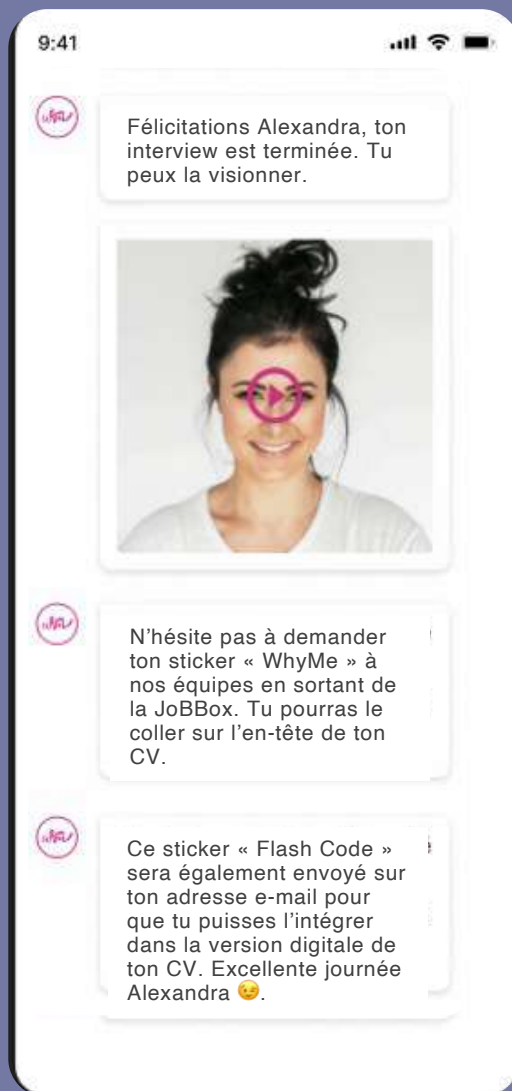 9:41
Félicitations Alexandra, ton
interview est terminée. Tu
peux la visionner.
N’hésite pas à demander
ton sticker « WhyMe » à
nos équipes en sortant de
la JoBBox. Tu pourras le
coller sur l’en-tête de ton
CV.
Ce sticker « Flash Code »
sera également envoyé sur
ton adresse e-mail pour
que tu puisses l’intégrer
dans la version digitale de
ton CV. Excellente journée
Alexandra 😉.